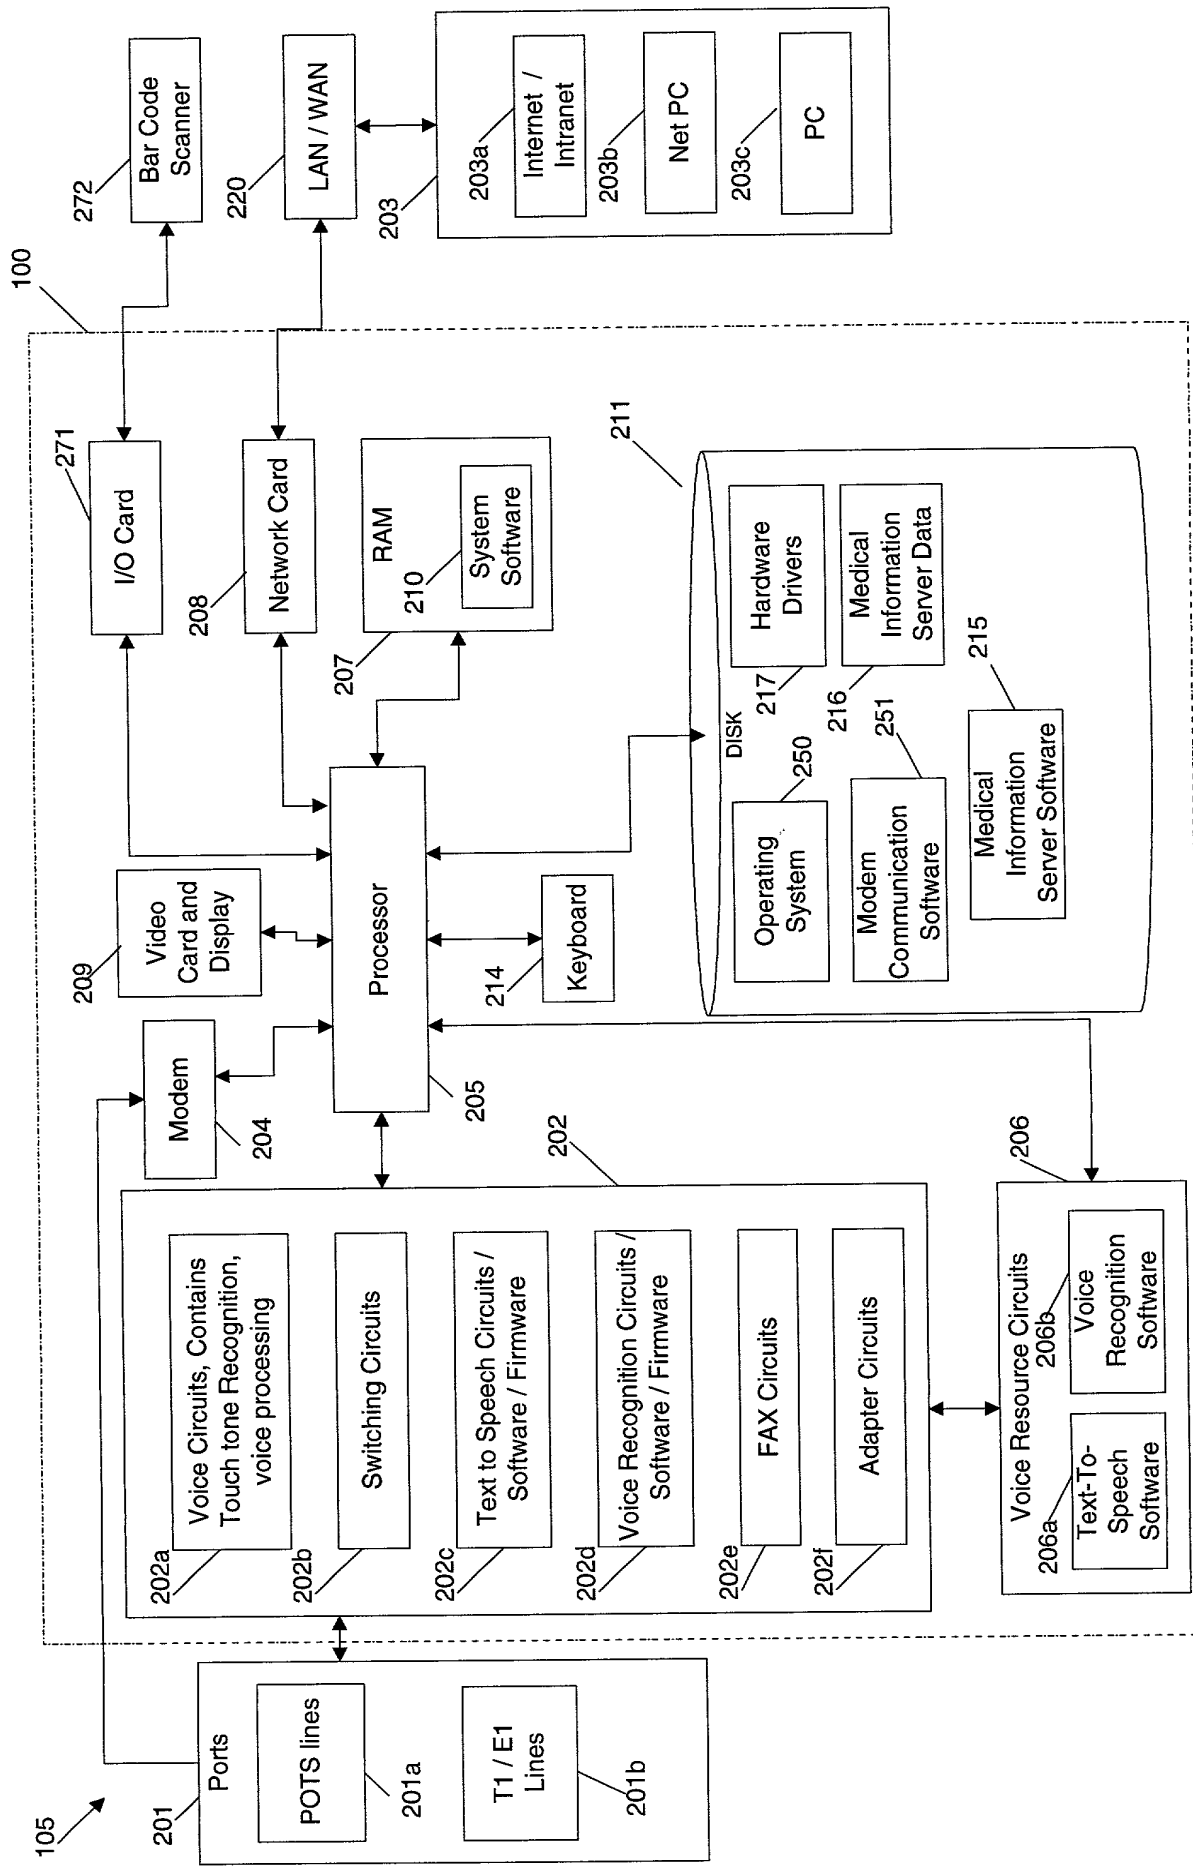 105
201
Ports
POTS lines
201a
T1 / E1
Lines
201b
100
Modem
204
209
Video
Card and
Display
I/O Card
271
272
Bar Code
Scanner
208
Network Card
220
LAN / WAN
202
202a
Voice Circuits, Contains
Touch tone Recognition,
voice processing
202b
Switching Circuits
202c
Text to Speech Circuits /
Software / Firmware
202d
Voice Recognition Circuits /
Software / Firmware
202e
FAX Circuits
202f
Adapter Circuits
Processor
205
214
Keyboard
207
RAM
210
System
Software
203
203a
Internet /
Intranet
203b
Net PC
203c
PC
206
Voice Resource Circuits
206a
Text-To-
Speech
Software
206b
Voice
Recognition
Software
211
DISK
Operating
System
250
217
Hardware
Drivers
Modem
Communication
Software
251
216
Medical
Information
Server Data
Medical
Information
Server Software
215